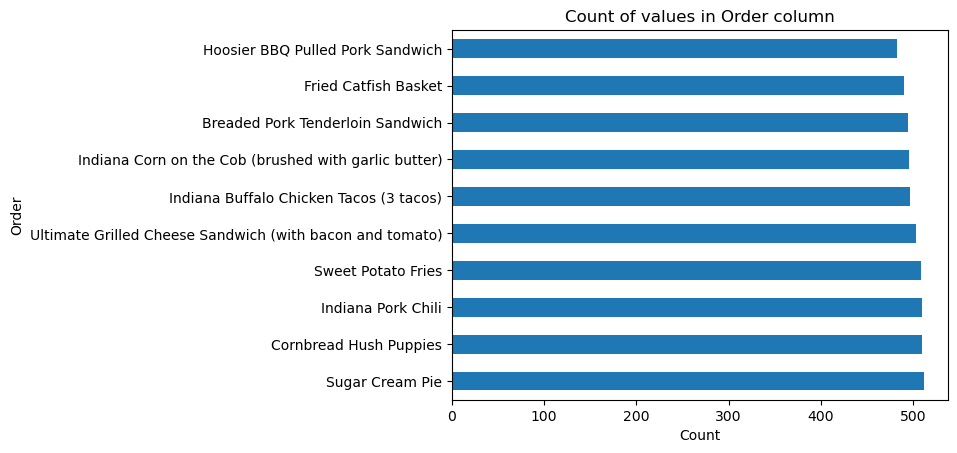 Count of values in Order column
Hoosier BBQ Pulled Pork Sandwich
Fried Catfish Basket
Breaded Pork Tenderloin Sandwich
Indiana Corn on the Cob (brushed with garlic butter)
Indiana Buffalo Chicken Tacos (3 tacos)
Ultimate Grilled Cheese Sandwich (with bacon and tomato)
Sweet Potato Fries
Indiana Pork Chili
Cornbread Hush Puppies
Sugar Cream Pie
Order
0 100 200 300 400 500
Count